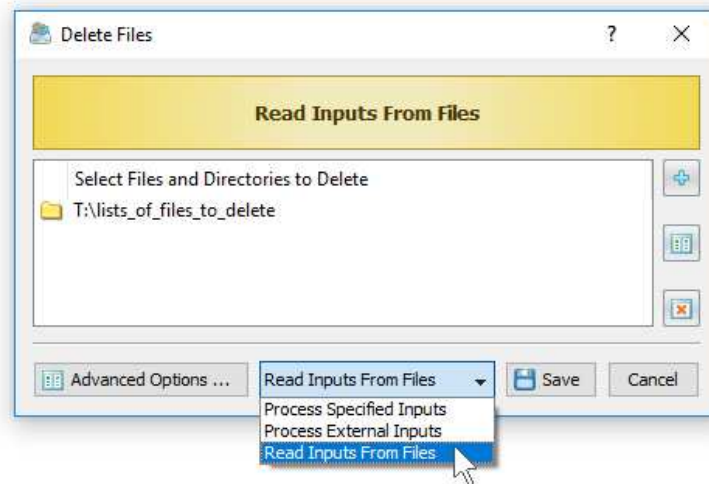 Delete Files
?
Read Inputs From Files
Select Files and Directories to Delete
T:\lists_of_files_to_delete
Advanced Options ...
Read Inputs From Files
Save
Cancel
Process Specified Inputs
Process External Inputs
Read Inputs From Files